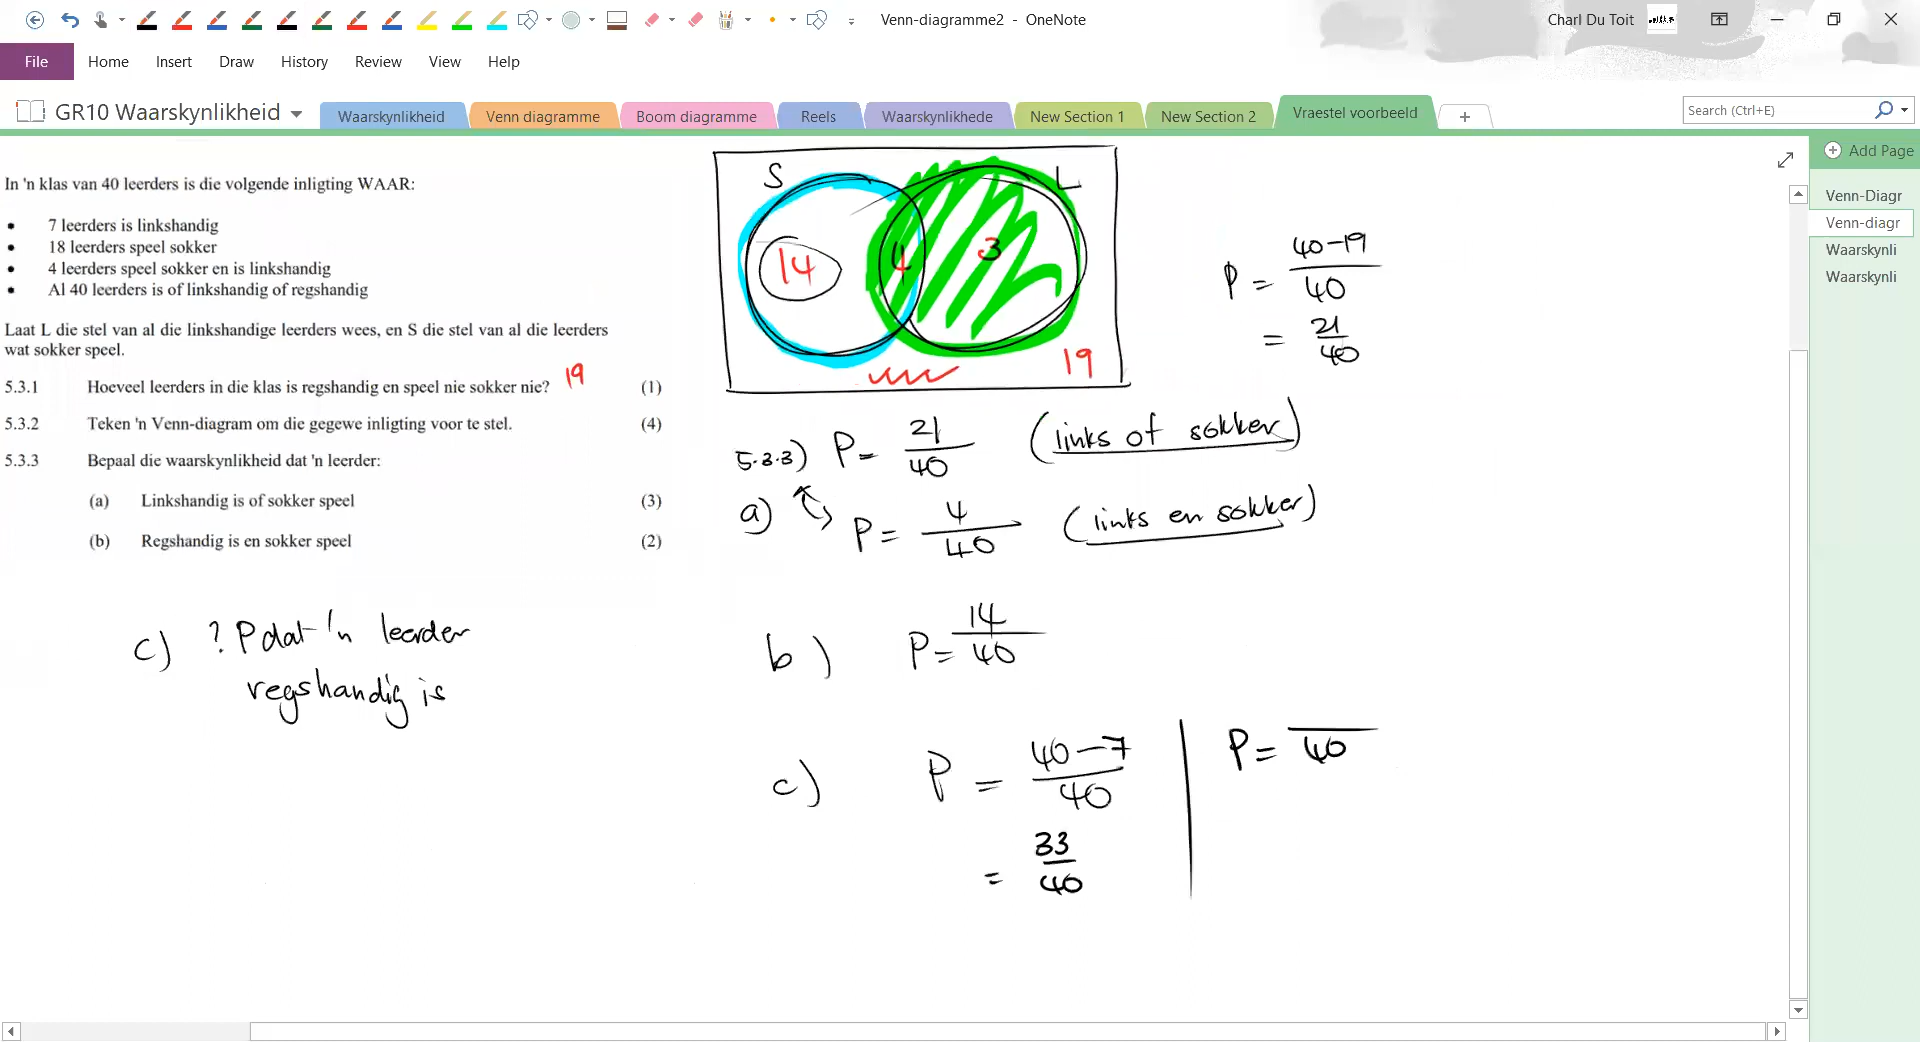 Venn-diagramme2 - OneNote
Charl Du Toit
File Home Insert Draw History Review View Help
GR10 Waarskynlikheid
Waarskynlikheid
Venn diagramme
Boom diagramme
Reels
Waarskynlikhede
New Section 1
New Section 2
Vraestel voorbeeld
+
Search (Ctrl+E)
Add Page
Venn-Diagr
Venn-diagr
Waarskynli
Waarskynli
In 'n klas van 40 leerders is die volgende inligting WAAR:
• 7 leerders is linkshandig
• 18 leerders speel sokker
• 4 leerders speel sokker en is linkshandig
• Al 40 leerders is of linkshandig of regshandig
Laat L die stel van al die linkshandige leerders wees, en S die stel van al die leerders
wat sokker speel.
5.3.1 Hoeveel leerders in die klas is regshandig en speel nie sokker nie? 19 (1)
5.3.2 Teken 'n Venn-diagram om die gegewe inligting voor te stel. (4)
5.3.3 Bepaal die waarskynlikheid dat 'n leerder:
(a) Linkshandig is of sokker speel (3)
(b) Regshandig is en sokker speel (2)
c) ? P dat 'n leerder
regshandig is
S L
14 4 3
19
P = 40-19
40
= 21
40
5.3.3) P = 21
40
(links of sokker)
a) P = 4
40
(links en sokker)
b) P = 14
40
c) P = 40-7
40
= 33
40
P =
40